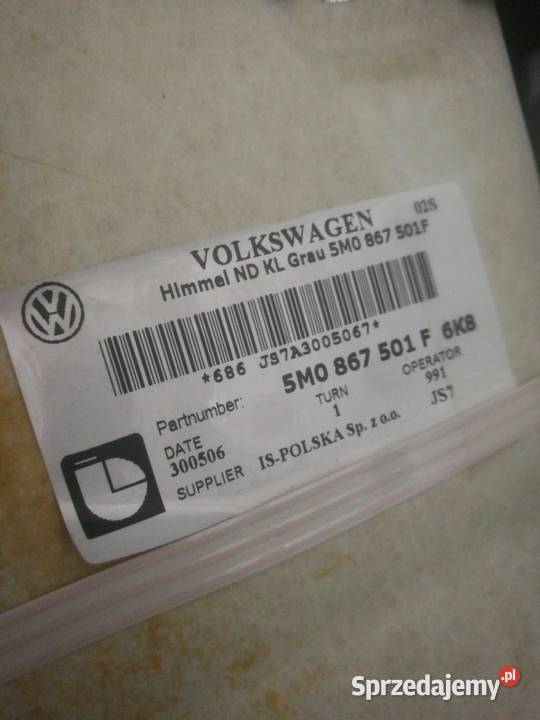 VOLKSWAGEN 02S
Himmel ND KL Grau 5M0 867 501F
*686 JS7A3005067*
Partnumber: 5M0 867 501 F 6K8
DATE TURN OPERATOR
300506 1 991
SUPPLIER IS-POLSKA Sp. z o.o. JS7
Sprzedajemy.pl